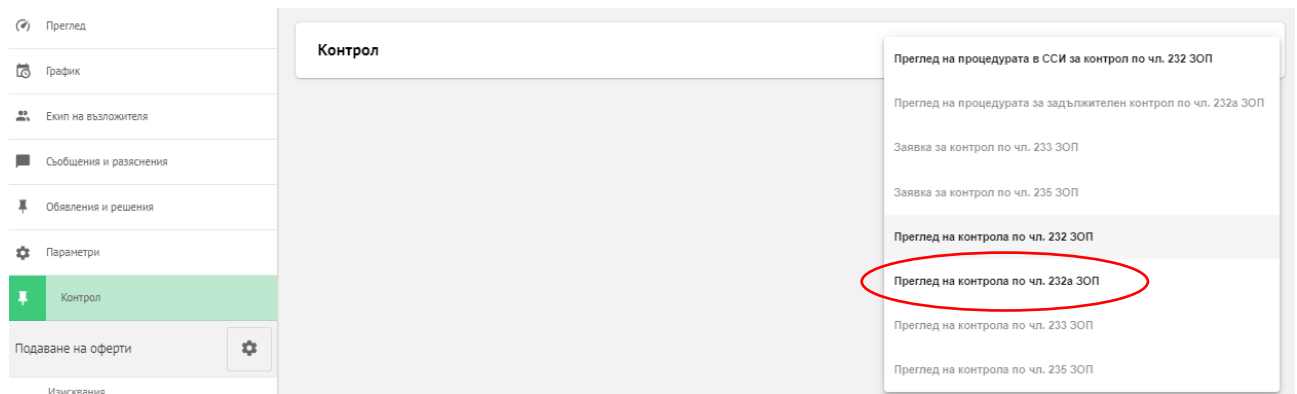 Преглед
График
Екип на възложителя
Съобщения и разяснения
Обявления и решения
Параметри
Контрол
Подаване на оферти
Изисквания
Контрол
Преглед на процедурата в ССИ за контрол по чл. 232 ЗОП
Преглед на процедурата за задължителен контрол по чл. 232а ЗОП
Заявка за контрол по чл. 233 ЗОП
Заявка за контрол по чл. 235 ЗОП
Преглед на контрола по чл. 232 ЗОП
Преглед на контрола по чл. 232а ЗОП
Преглед на контрола по чл. 233 ЗОП
Преглед на контрола по чл. 235 ЗОП